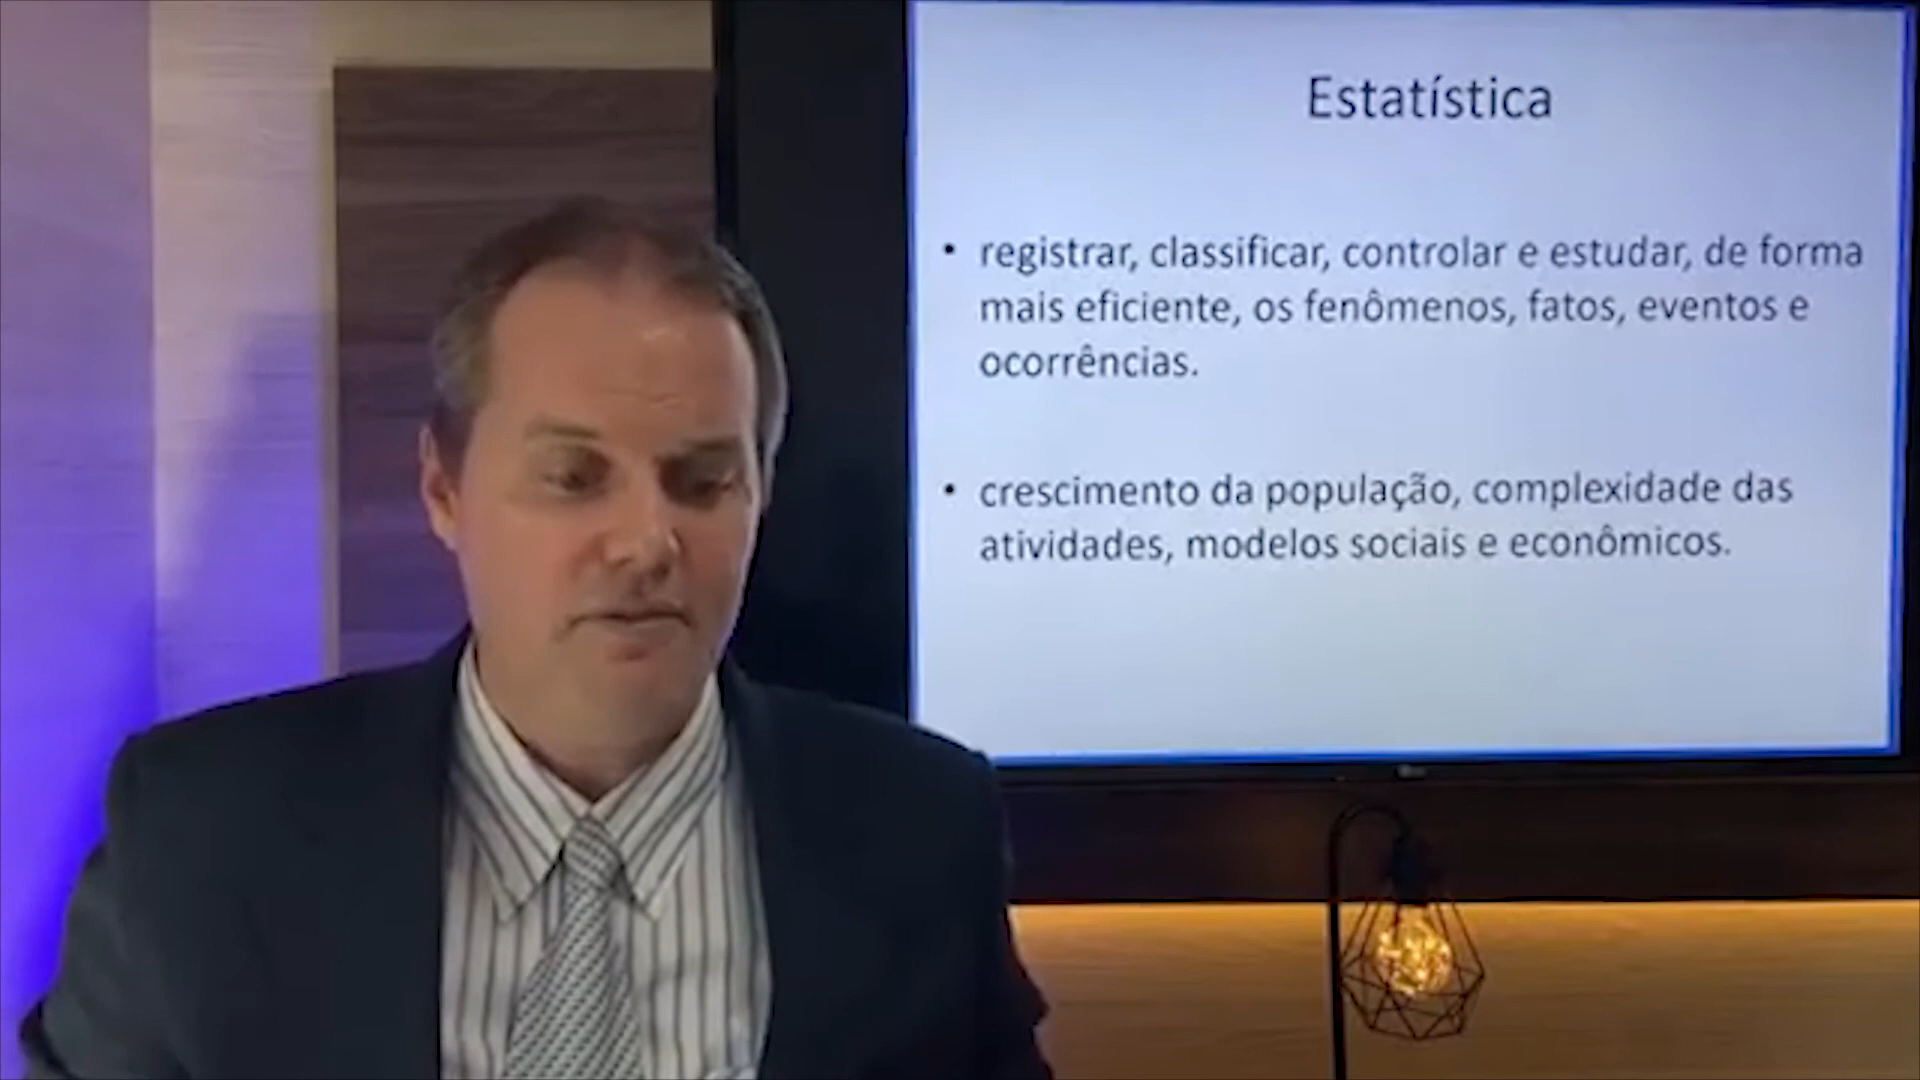 Estatística
• registrar, classificar, controlar e estudar, de forma
mais eficiente, os fenômenos, fatos, eventos e
ocorrências.
• crescimento da população, complexidade das
atividades, modelos sociais e econômicos.